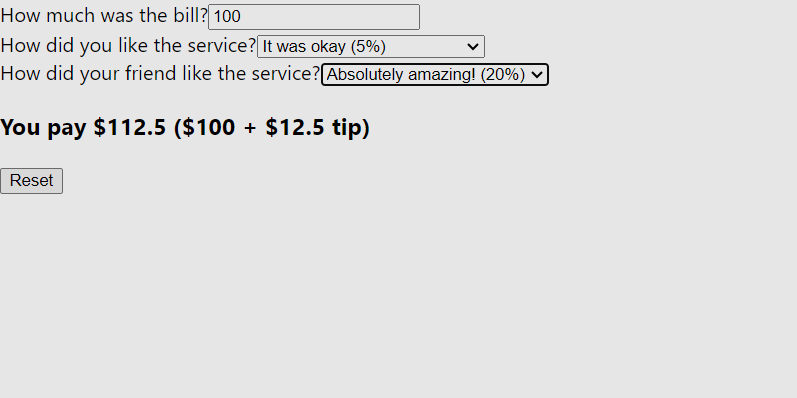 How much was the bill? 100
How did you like the service? It was okay (5%)
How did your friend like the service? Absolutely amazing! (20%)
You pay $112.5 ($100 + $12.5 tip)
Reset